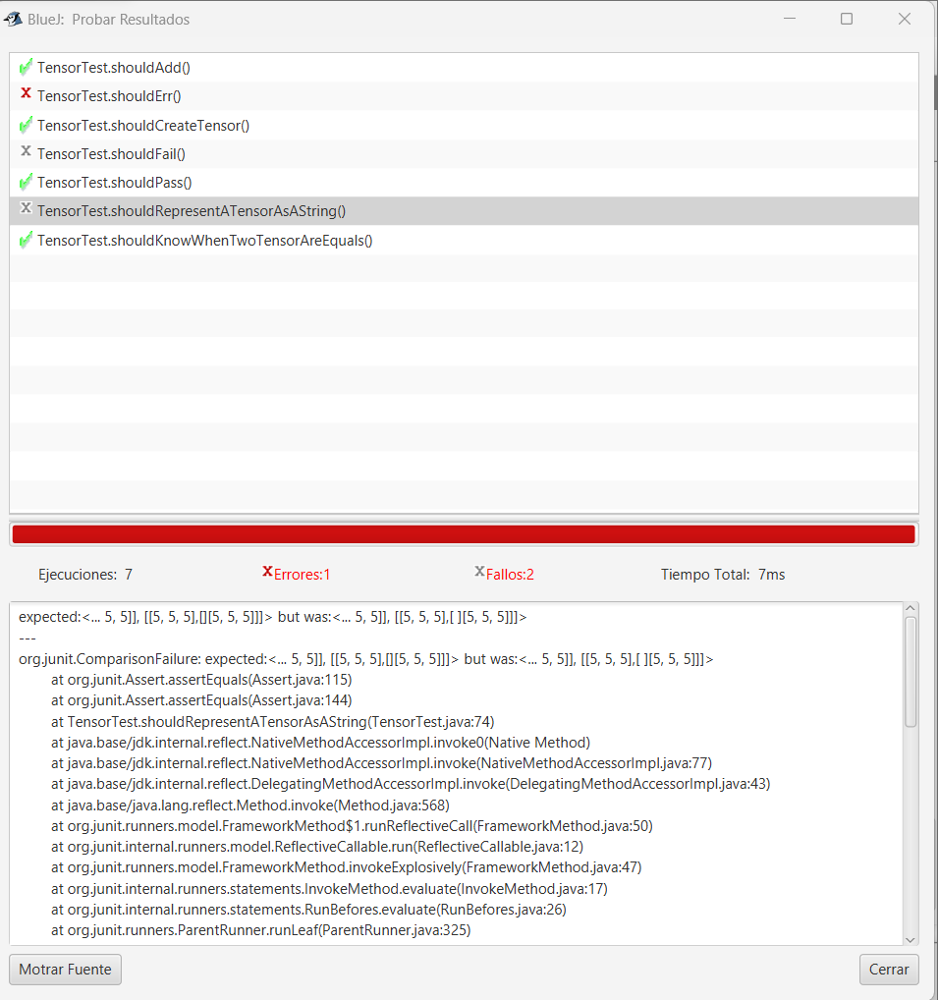 BlueJ: Probar Resultados
TensorTest.shouldAdd()
TensorTest.shouldErr()
TensorTest.shouldCreateTensor()
TensorTest.shouldFail()
TensorTest.shouldPass()
TensorTest.shouldRepresentATensorAsAString()
TensorTest.shouldKnowWhenTwoTensorAreEquals()
Ejecuciones: 7 Errores:1 Fallos:2 Tiempo Total: 7ms
expected:<... 5, 5]], [[5, 5, 5],[][5, 5, 5]]]> but was:<... 5, 5]], [[5, 5, 5],[ ][5, 5, 5]]]>
---
org.junit.ComparisonFailure: expected:<... 5, 5]], [[5, 5, 5],[][5, 5, 5]]]> but was:<... 5, 5]], [[5, 5, 5],[ ][5, 5, 5]]]>
at org.junit.Assert.assertEquals(Assert.java:115)
at org.junit.Assert.assertEquals(Assert.java:144)
at TensorTest.shouldRepresentATensorAsAString(TensorTest.java:74)
at java.base/jdk.internal.reflect.NativeMethodAccessorImpl.invoke0(Native Method)
at java.base/jdk.internal.reflect.NativeMethodAccessorImpl.invoke(NativeMethodAccessorImpl.java:77)
at java.base/jdk.internal.reflect.DelegatingMethodAccessorImpl.invoke(DelegatingMethodAccessorImpl.java:43)
at java.base/java.lang.reflect.Method.invoke(Method.java:568)
at org.junit.runners.model.FrameworkMethod$1.runReflectiveCall(FrameworkMethod.java:50)
at org.junit.internal.runners.model.ReflectiveCallable.run(ReflectiveCallable.java:12)
at org.junit.runners.model.FrameworkMethod.invokeExplosively(FrameworkMethod.java:47)
at org.junit.internal.runners.statements.InvokeMethod.evaluate(InvokeMethod.java:17)
at org.junit.internal.runners.statements.RunBefores.evaluate(RunBefores.java:26)
at org.junit.runners.ParentRunner.runLeaf(ParentRunner.java:325)
Motrar Fuente Cerrar